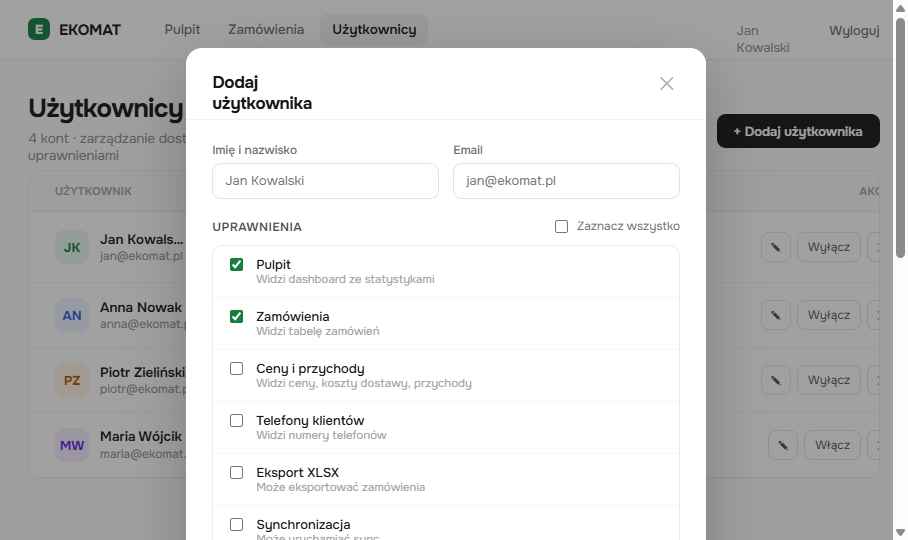 E EKOMAT Pulpit Zamówienia Użytkownicy Jan Kowalski Wyloguj
Dodaj użytkownika
Użytkownicy
4 kont · zarządzanie
uprawnieniami
+ Dodaj użytkownika
Imię i nazwisko Email
Jan Kowalski jan@ekomat.pl
UŻYTKOWNIK
UPRAWNIENIA Zaznacz wszystko
JK Jan Kowals... Wyłącz
jan@ekomat.pl
AN Anna Nowak Wyłącz
anna@ekomat.
PZ Piotr Zieliński Wyłącz
piotr@ekomat.
MW Maria Wójcik Włącz
maria@ekomat.
Pulpit
Widzi dashboard ze statystykami
Zamówienia
Widzi tabelę zamówień
Ceny i przychody
Widzi ceny, koszty dostawy, przychody
Telefony klientów
Widzi numery telefonów
Eksport XLSX
Może eksportować zamówienia
Synchronizacja